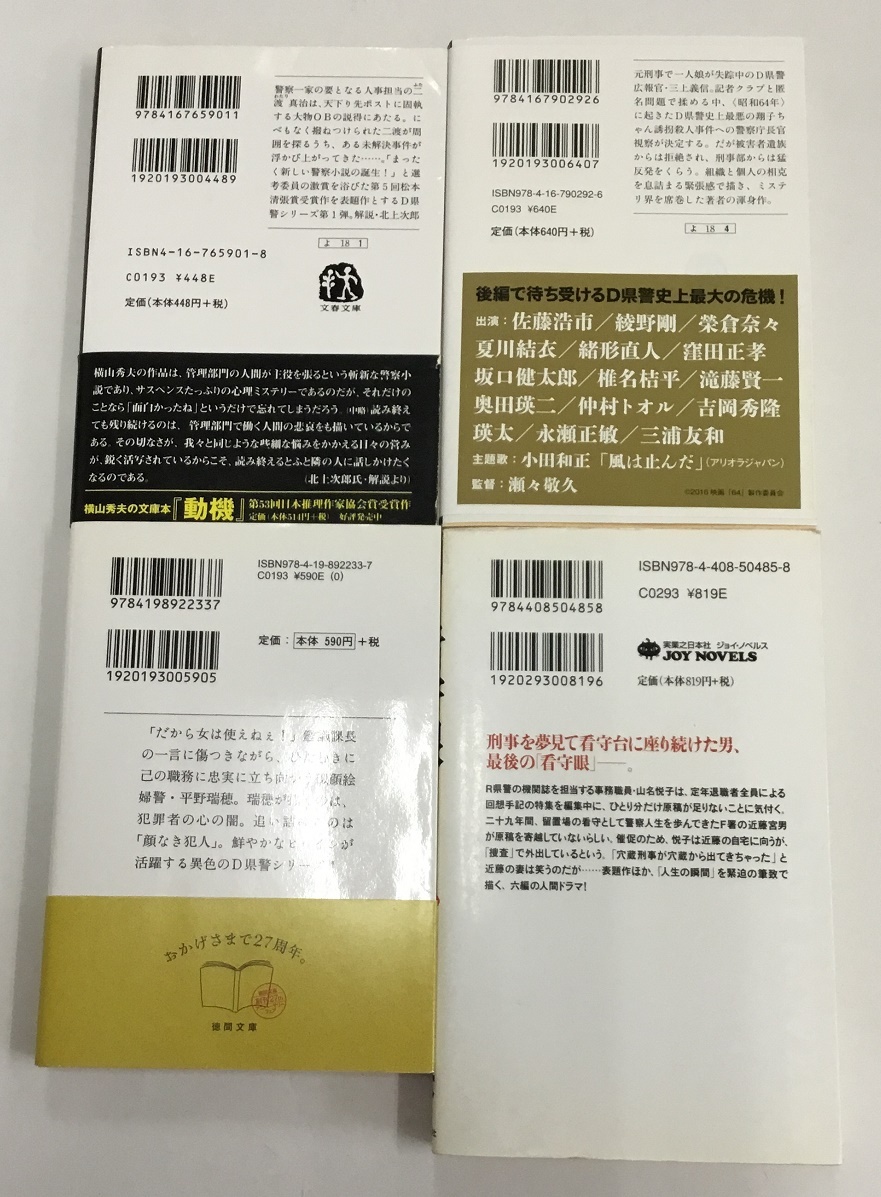 9784167659011
1920193004489
ISBN4-16-765901-8
C0193 ¥448E
定価(本体448円+税)
警察一家の要となる人事担当の二
ふた
渡 真治は、天下り先ポストに固執
わたり
する大物OBの説得にあたる。に
べもなく撥ねつけられた二渡が周
囲を探るうち、ある未解決事件が
浮かび上がってきた……。「まった
く新しい警察小説の誕生!」と選
考委員の激賞を浴びた第5回松本
清張賞受賞作を表題作とするD県
警シリーズ第1弾。解説・北上次郎
よ 18 1
文春文庫
横山秀夫の作品は、管理部門の人間が主役を張るという斬新な警察小
説であり、サスペンスたっぷりの心理ミステリーであるのだが、それだけの
ことなら「面白かったね」というだけで忘れてしまうだろう。(中略)読み終え
ても残り続けるのは、管理部門で働く人間の悲哀をも描いているからで
ある。その切なさが、我々と同じような些細な悩みをかかえる日々の営み
が、鋭く活写されているからこそ、読み終えるとふと隣の人に話しかけたく
なるのである。
(北上次郎氏・解説より)
横山秀夫の文庫本『動機』第53回日本推理作家協会賞受賞作
定価(本体514円+税) 好評発売中
9784167902926
1920193006407
ISBN978-4-16-790292-6
C0193 ¥640E
定価(本体640円+税)
元刑事で一人娘が失踪中のD県警
広報官・三上義信。記者クラブと匿
名問題で揉める中、〈昭和64年〉
に起きたD県警史上最悪の翔子ち
ゃん誘拐殺人事件への警察庁長官
視察が決定する。だが被害者遺族
からは拒絶され、刑事部からは猛
反発をくらう。組織と個人の相克
を息詰まる緊張感で描き、ミステ
リ界を席巻した著者の渾身作。
よ 18 4
後編で待ち受けるD県警史上最大の危機!
出演:佐藤浩市/綾野剛/榮倉奈々
夏川結衣/緒形直人/窪田正孝
坂口健太郎/椎名桔平/滝藤賢一
奥田瑛二/仲村トオル/吉岡秀隆
瑛太/永瀬正敏/三浦友和
主題歌:小田和正「風は止んだ」(アリオラジャパン)
監督:瀬々敬久
©2016 映画「64」製作委員会
9784198922337
1920193005905
ISBN978-4-19-892233-7
C0193 ¥590E (0)
定価: 本体 590円 +税
「だから女は使えねぇ!」 課長
の一言に傷つきながら、 に
己の職務に忠実に立ち向 顔絵
婦警・平野瑞穂。瑞穂が は、
犯罪者の心の闇。追い のは
「顔なき犯人」。鮮やかな が
活躍する異色のD県警シリー
おかげさまで27周年。
徳間文庫
9784408504858
1920293008196
ISBN978-4-408-50485-8
C0293 ¥819E
実業之日本社 ジョイ・ノベルス
JOY NOVELS
定価(本体819円+税)
刑事を夢見て看守台に座り続けた男、
最後の「看守眼」――。
R県警の機関誌を担当する事務職員・山名悦子は、定年退職者全員による
回想手記の特集を編集中に、ひとり分だけ原稿が足りないことに気付く。
二十九年間、留置場の看守として警察人生を歩んできたF署の近藤宮男
が原稿を寄越していないらしい。催促のため、悦子は近藤の自宅に向うが、
「捜査」で外出しているという。「穴蔵刑事が穴蔵から出てきちゃった」と
近藤の妻は笑うのだが……表題作ほか、「人生の瞬間」を緊迫の筆致で
描く、六編の人間ドラマ!